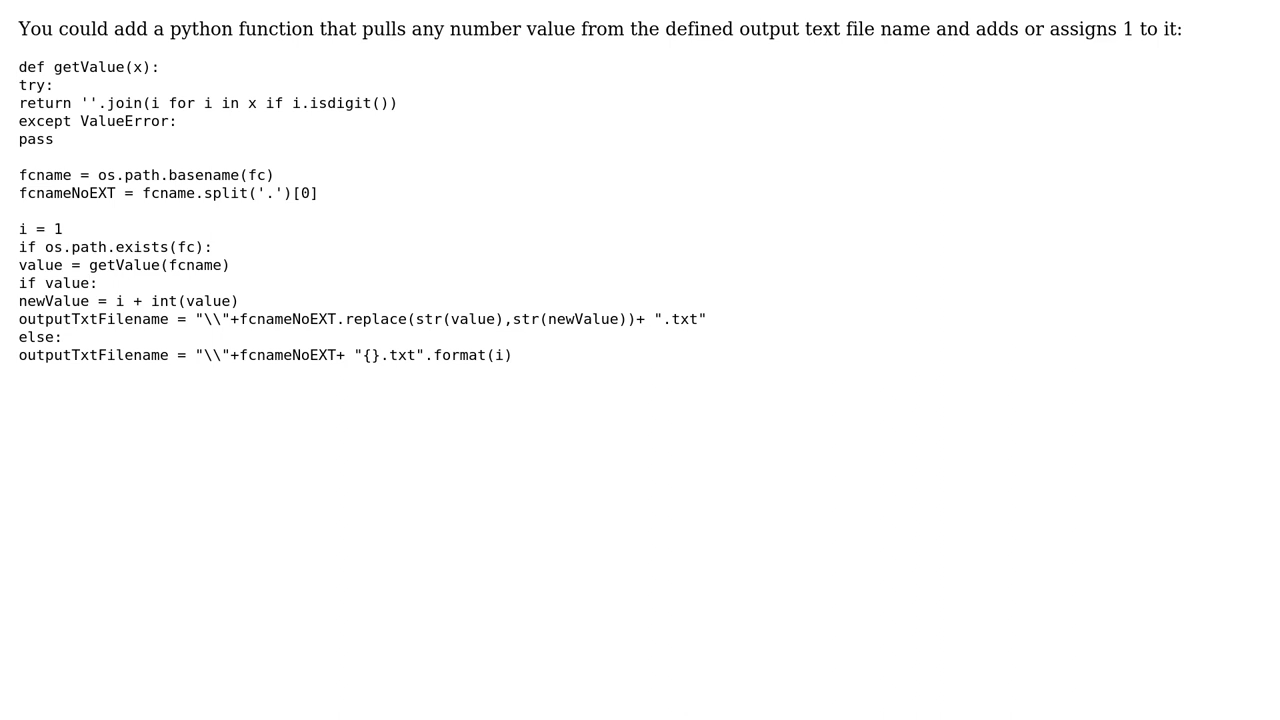 You could add a python function that pulls any number value from the defined output text file name and adds or assigns 1 to it:
def getValue(x):
try:
return ''.join(i for i in x if i.isdigit())
except ValueError:
pass
fcname = os.path.basename(fc)
fcnameNoEXT = fcname.split('.')[0]
i = 1
if os.path.exists(fc):
value = getValue(fcname)
if value:
newValue = i + int(value)
outputTxtFilename = "\\"+fcnameNoEXT.replace(str(value),str(newValue))+ ".txt"
else:
outputTxtFilename = "\\"+fcnameNoEXT+ "{}.txt".format(i)